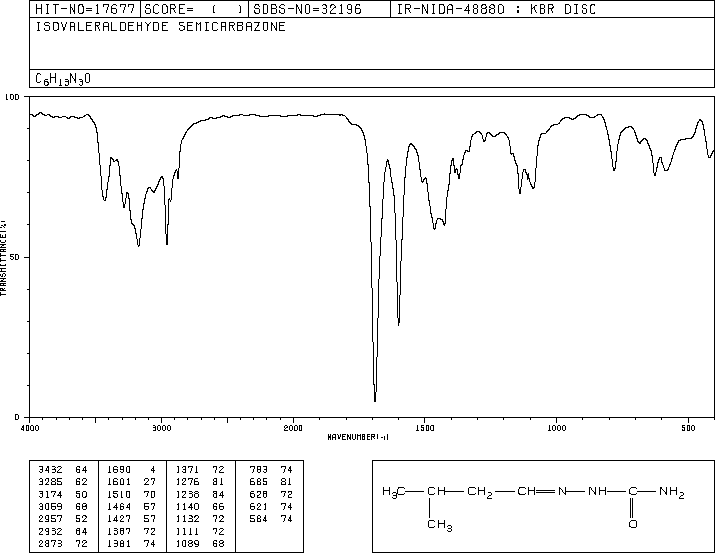 HIT-NO=17677 SCORE= ( ) SDBS-NO=32196 IR-NIDA-48880 : KBR DISC
ISOVALERALDEHYDE SEMICARBAZONE
C6H13N3O
100
50
0
TRANSMITTANCE(%)
4000 3000 2000 1500 1000 500
WAVENUMBER(-1)
3432 64 1690 4 1371 72 783 74
3285 62 1601 27 1276 81 685 81
3174 50 1510 70 1238 84 628 72
3069 68 1464 57 1140 66 621 74
2957 52 1427 57 1132 72 584 74
2932 64 1387 72 1111 72
2873 72 1381 74 1089 68
H3C CH CH2 CH N NH C NH2
CH3 O